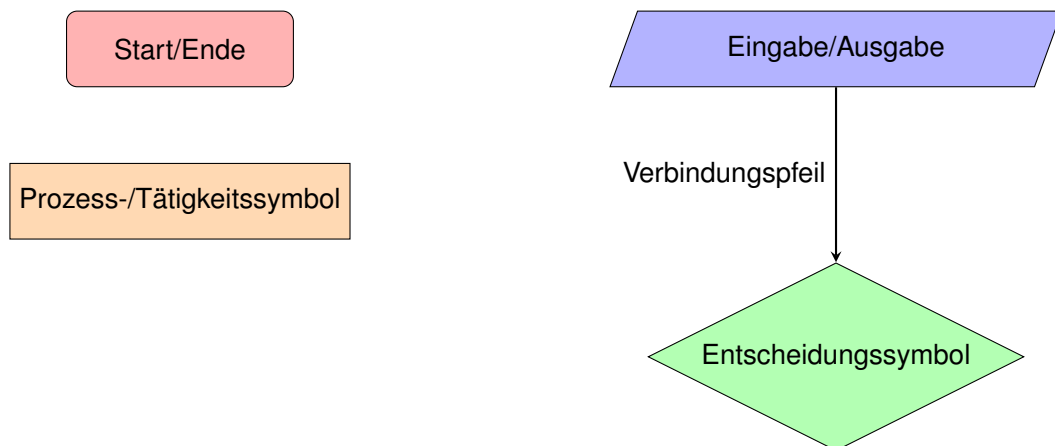 Start/Ende
Eingabe/Ausgabe
Verbindungspfeil
Prozess-/Tätigkeitssymbol
Entscheidungssymbol